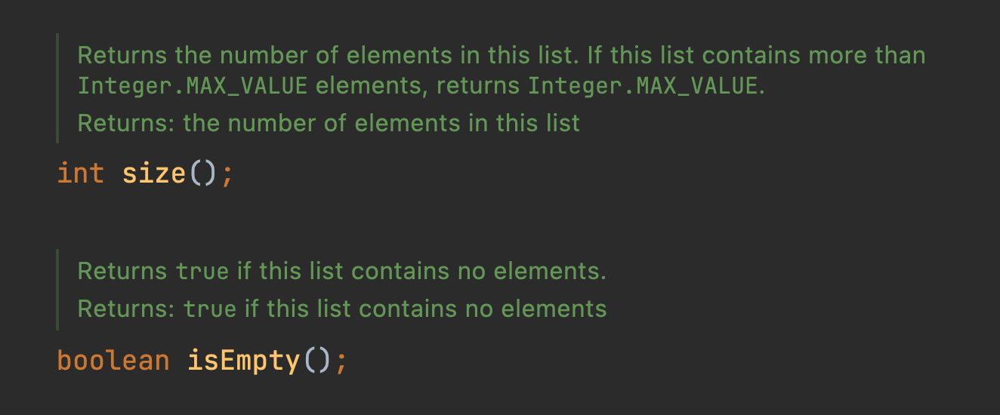 Returns the number of elements in this list. If this list contains more than
Integer.MAX_VALUE elements, returns Integer.MAX_VALUE.
Returns: the number of elements in this list
int size();
Returns true if this list contains no elements.
Returns: true if this list contains no elements
boolean isEmpty();